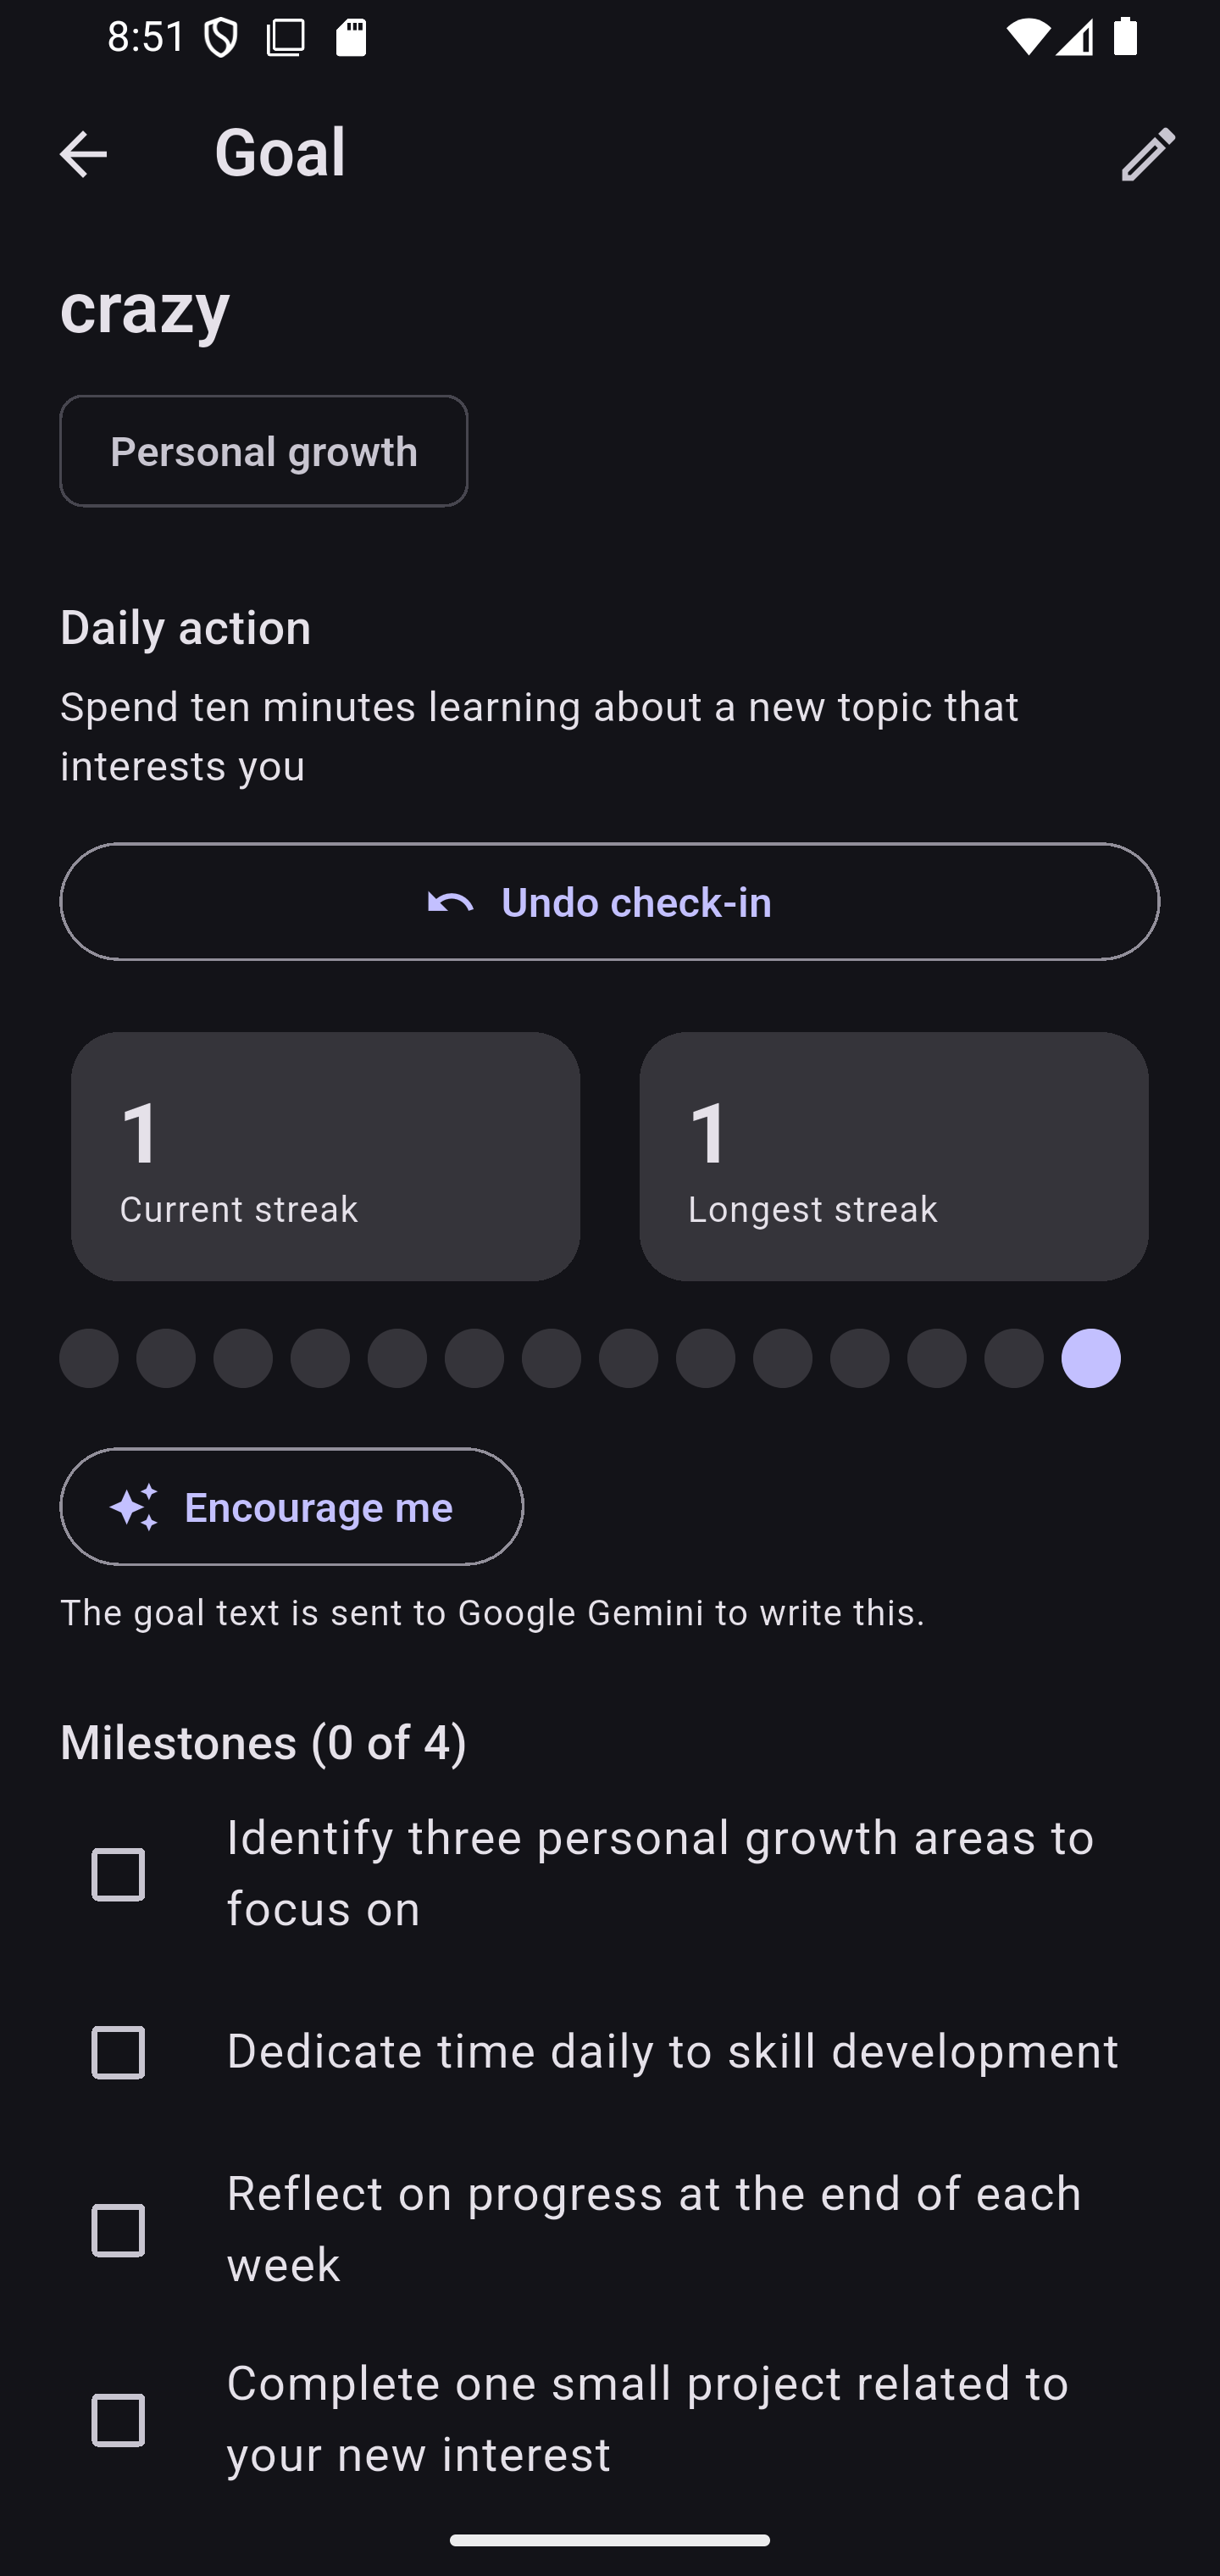 8:51
Goal
crazy
Personal growth
Daily action
Spend ten minutes learning about a new topic that
interests you
Undo check-in
1
Current streak
1
Longest streak
Encourage me
The goal text is sent to Google Gemini to write this.
Milestones (0 of 4)
Identify three personal growth areas to
focus on
Dedicate time daily to skill development
Reflect on progress at the end of each
week
Complete one small project related to
your new interest